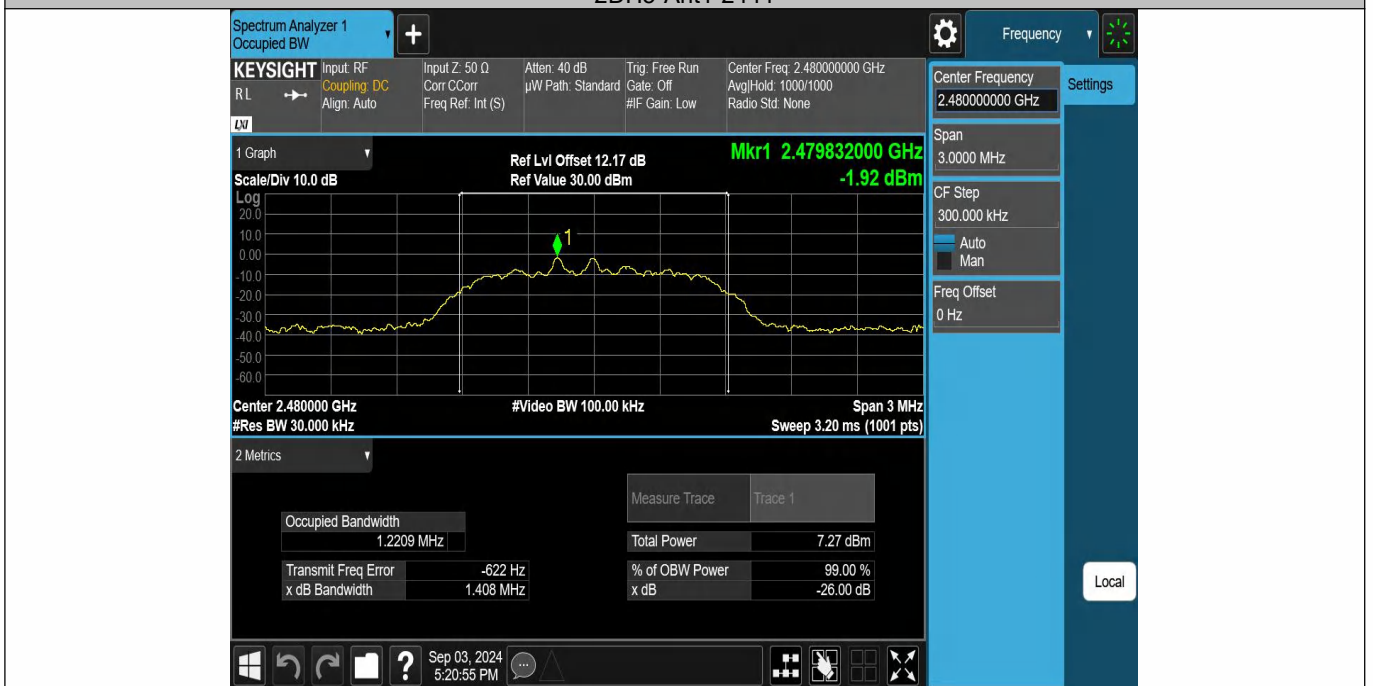 Spectrum Analyzer 1
Occupied BW
+
Frequency
KEYSIGHT
RL
LXI
Input: RF
Coupling: DC
Align: Auto
Input Z: 50 Ω
Corr CCorr
Freq Ref: Int (S)
Atten: 40 dB
µW Path: Standard
Trig: Free Run
Gate: Off
#IF Gain: Low
Center Freq: 2.480000000 GHz
Avg|Hold: 1000/1000
Radio Std: None
Center Frequency
2.480000000 GHz
Settings
Span
3.0000 MHz
CF Step
300.000 kHz
Auto
Man
Freq Offset
0 Hz
Local
1 Graph
Scale/Div 10.0 dB
Ref Lvl Offset 12.17 dB
Ref Value 30.00 dBm
Mkr1 2.479832000 GHz
-1.92 dBm
Log
20.0
10.0
0.00
-10.0
-20.0
-30.0
-40.0
-50.0
-60.0
1
Center 2.480000 GHz
#Res BW 30.000 kHz
#Video BW 100.00 kHz
Span 3 MHz
Sweep 3.20 ms (1001 pts)
2 Metrics
Measure Trace
Trace 1
Occupied Bandwidth
1.2209 MHz
Total Power
7.27 dBm
Transmit Freq Error
-622 Hz
% of OBW Power
99.00 %
x dB Bandwidth
1.408 MHz
x dB
-26.00 dB
?
Sep 03, 2024
5:20:55 PM